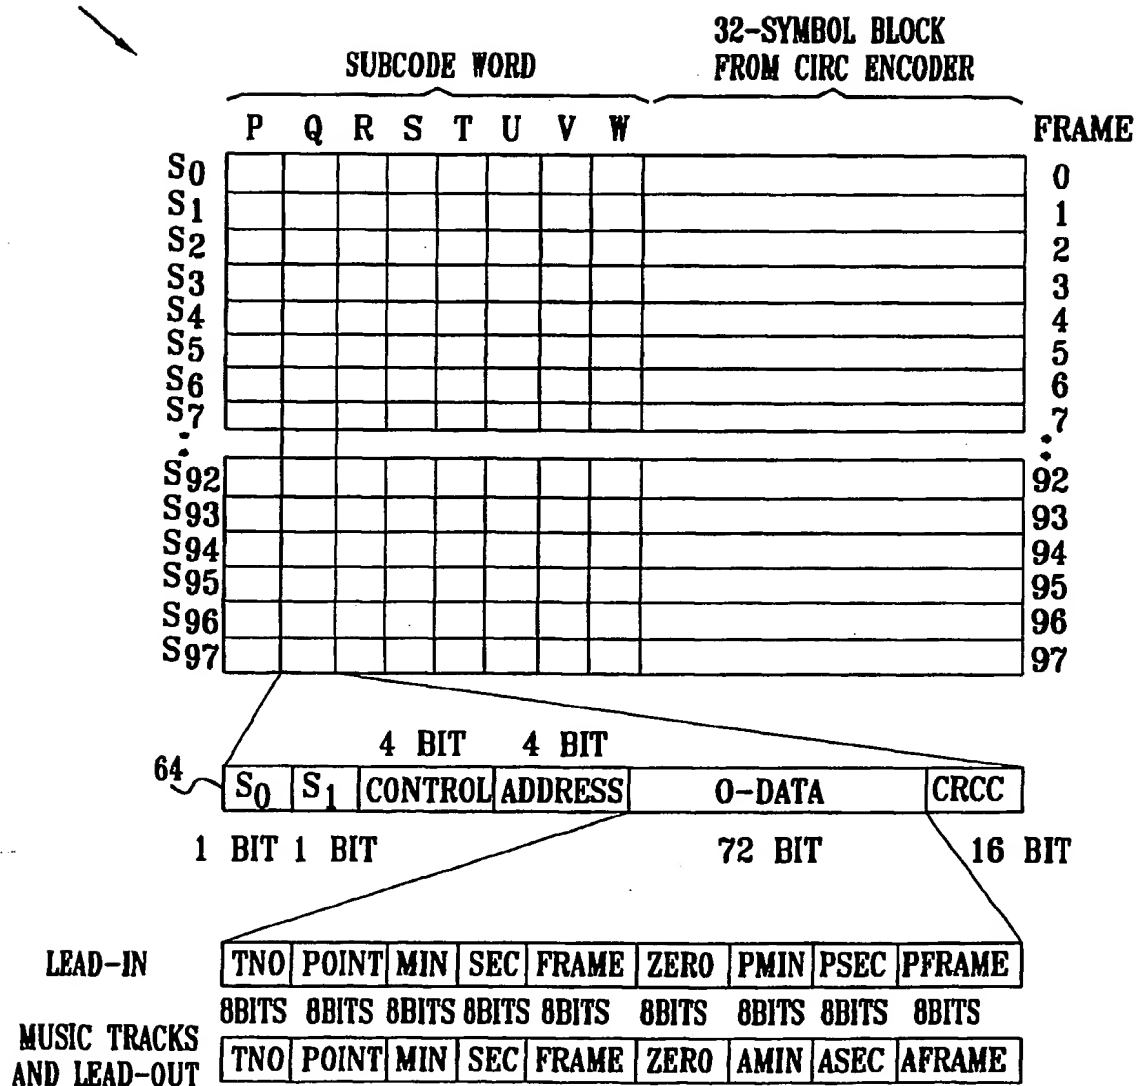 32-SYMBOL BLOCK
SUBCODE WORD FROM CIRC ENCODER
P Q R S T U V W FRAME
S0 0
S1 1
S2 2
S3 3
S4 4
S5 5
S6 6
S7 7
S92 92
S93 93
S94 94
S95 95
S96 96
S97 97
4 BIT 4 BIT
64 S0 S1 CONTROL ADDRESS O-DATA CRCC
1 BIT 1 BIT 72 BIT 16 BIT
LEAD-IN TNO POINT MIN SEC FRAME ZERO PMIN PSEC PFRAME
8BITS 8BITS 8BITS 8BITS 8BITS 8BITS 8BITS 8BITS 8BITS
MUSIC TRACKS
AND LEAD-OUT TNO POINT MIN SEC FRAME ZERO AMIN ASEC AFRAME